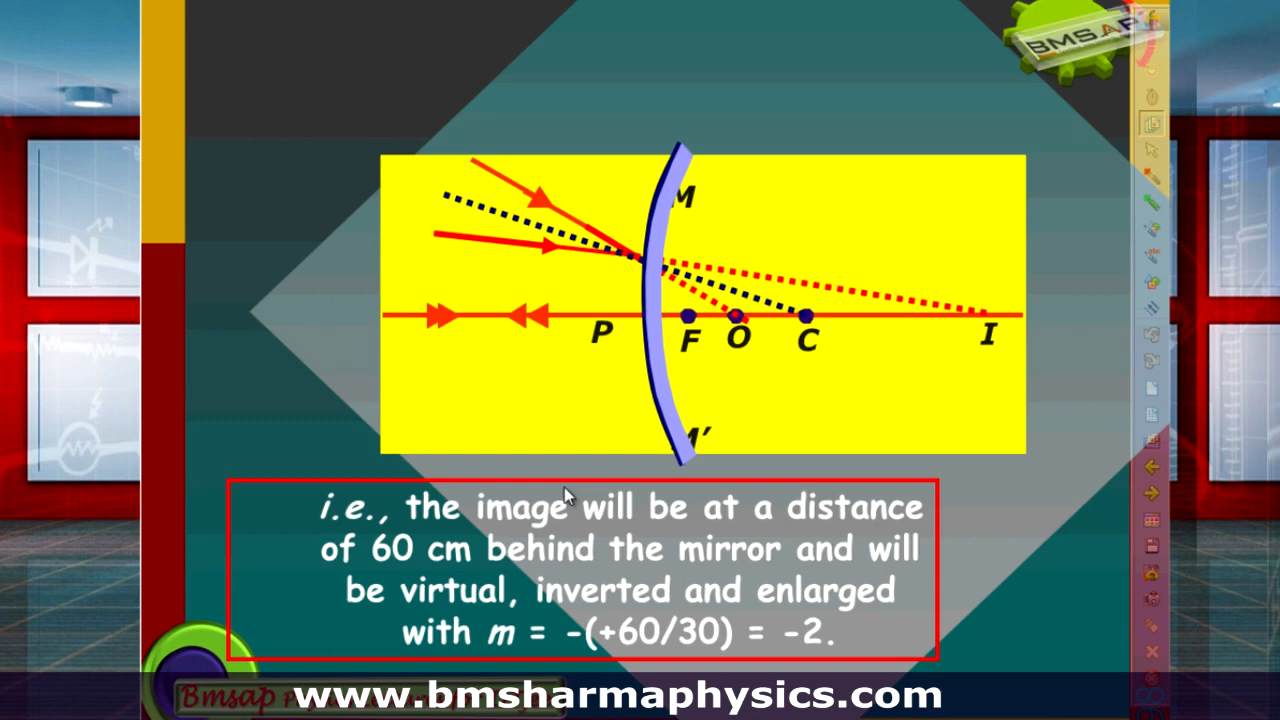 BMSAP
M
P
F O C I
M′
i.e., the image will be at a distance
of 60 cm behind the mirror and will
be virtual, inverted and enlarged
with m = -(+60/30) = -2.
Bmsap
www.bmsharmaphysics.com